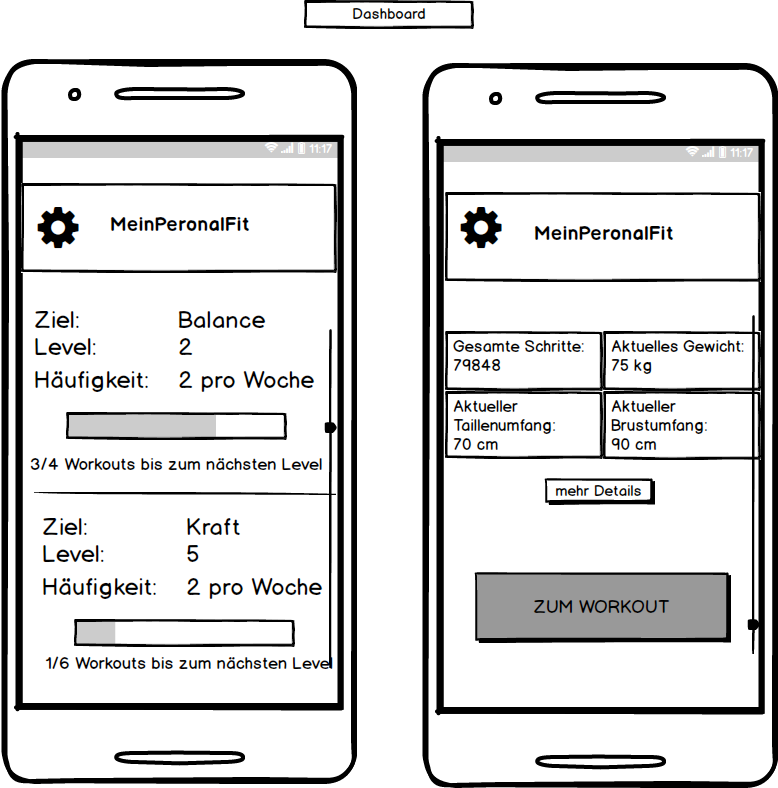 Dashboard
11:17
MeinPeronalFit
Ziel: Balance
Level: 2
Häufigkeit: 2 pro Woche
3/4 Workouts bis zum nächsten Level
Ziel: Kraft
Level: 5
Häufigkeit: 2 pro Woche
1/6 Workouts bis zum nächsten Level
11:17
MeinPeronalFit
Gesamte Schritte:
79848
Aktuelles Gewicht:
75 kg
Aktueller
Taillenumfang:
70 cm
Aktueller
Brustumfang:
90 cm
mehr Details
ZUM WORKOUT